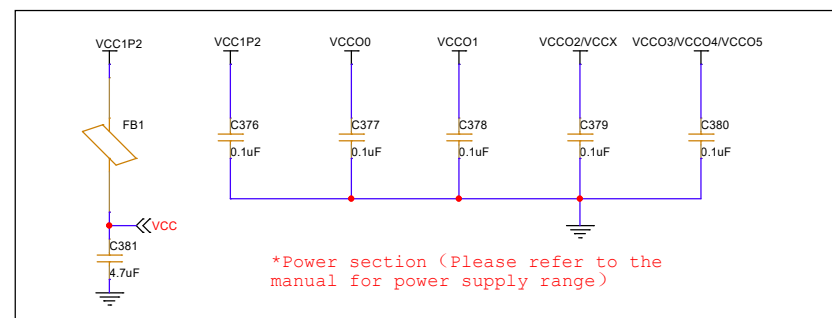 VCC1P2 VCC1P2 VCCO0 VCCO1 VCCO2/VCCX VCCO3/VCCO4/VCCO5
FB1 C376 C377 C378 C379 C380
0.1uF 0.1uF 0.1uF 0.1uF 0.1uF
VCC
C381
4.7uF
*Power section（Please refer to the
manual for power supply range）